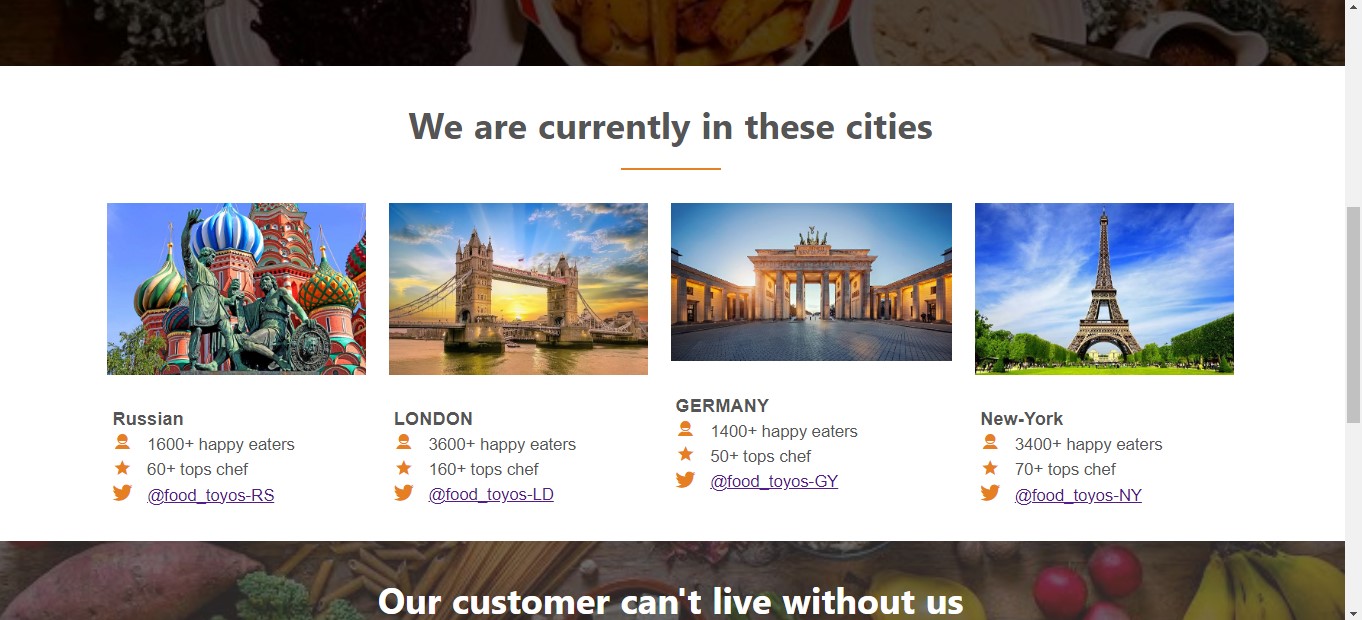 We are currently in these cities
Russian
1600+ happy eaters
60+ tops chef
@food_toyos-RS
LONDON
3600+ happy eaters
160+ tops chef
@food_toyos-LD
GERMANY
1400+ happy eaters
50+ tops chef
@food_toyos-GY
New-York
3400+ happy eaters
70+ tops chef
@food_toyos-NY
Our customer can't live without us